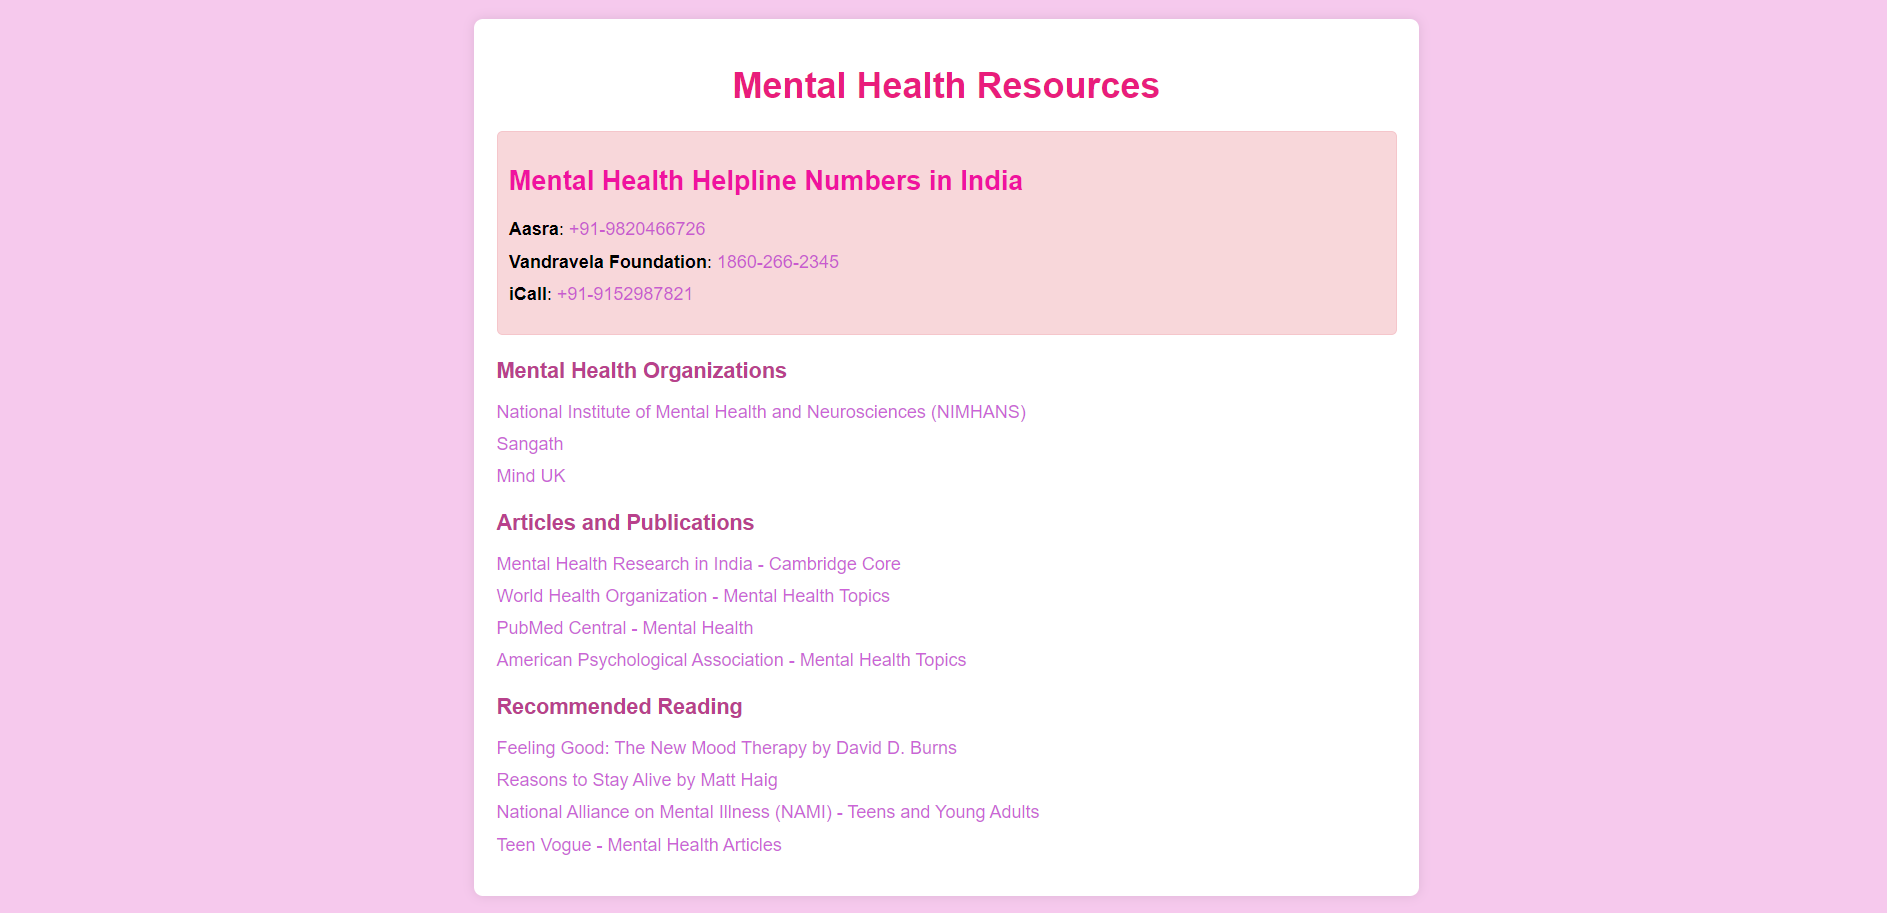 Mental Health Resources
Mental Health Helpline Numbers in India
Aasra: +91-9820466726
Vandravela Foundation: 1860-266-2345
iCall: +91-9152987821
Mental Health Organizations
National Institute of Mental Health and Neurosciences (NIMHANS)
Sangath
Mind UK
Articles and Publications
Mental Health Research in India - Cambridge Core
World Health Organization - Mental Health Topics
PubMed Central - Mental Health
American Psychological Association - Mental Health Topics
Recommended Reading
Feeling Good: The New Mood Therapy by David D. Burns
Reasons to Stay Alive by Matt Haig
National Alliance on Mental Illness (NAMI) - Teens and Young Adults
Teen Vogue - Mental Health Articles